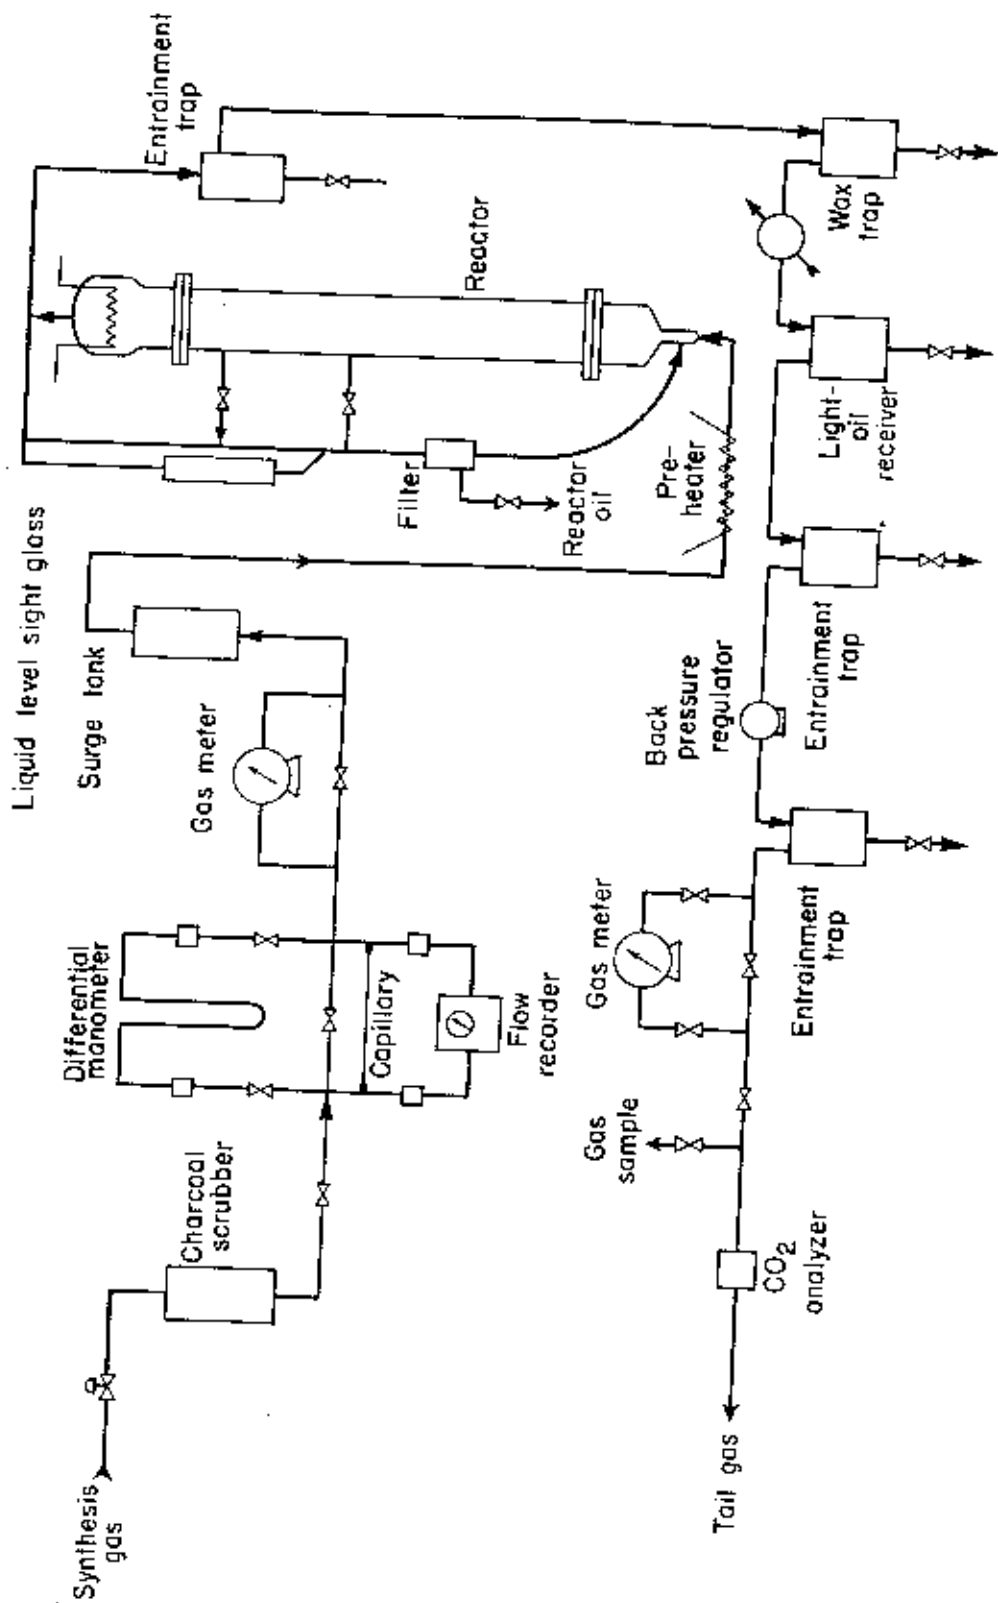 Synthesis
gas
Charcoal
scrubber
Differential
manometer
Capillary
Flow
recorder
Gas meter
Surge tank
Liquid level sight glass
Filter
Reactor
oil
Pre-
heater
Reactor
Entrainment
trap
Wax
trap
Light-
oil
receiver
Entrainment
trap
Back
pressure
regulator
Entrainment
trap
Gas meter
Gas
sample
CO2
analyzer
Tail gas